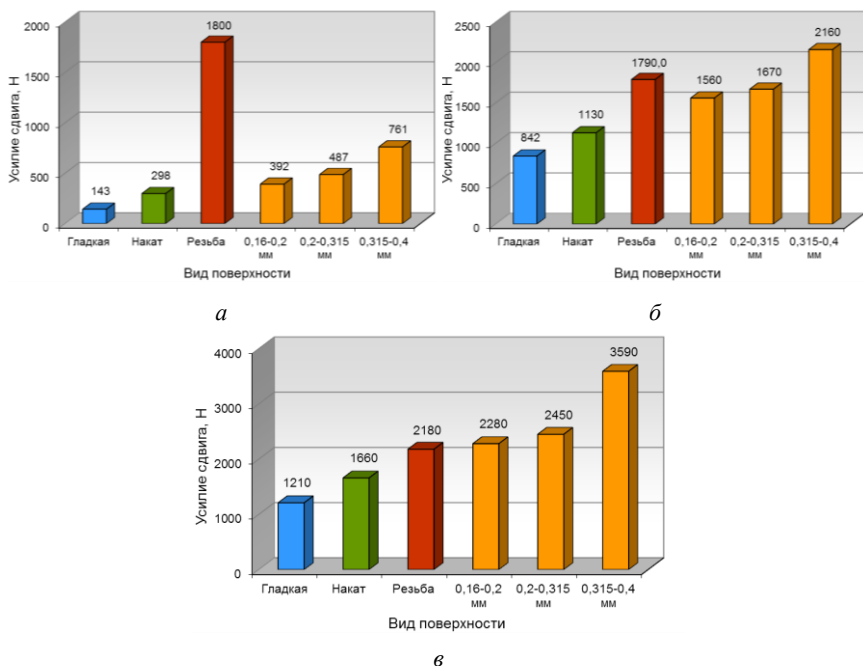 Усилие сдвига, Н
2000
1500
1000
500
0
143
298
1800
392
487
761
Гладкая Накат Резьба 0,16-0,2 0,2-0,315 0,315-0,4
мм мм мм
Вид поверхности
а
Усилие сдвига, Н
2500
2000
1500
1000
500
0
842
1130
1790,0
1560
1670
2160
Гладкая Накат Резьба 0,16-0,2 0,2-0,315 0,315-0,4
мм мм мм
Вид поверхности
б
Усилие сдвига, Н
4000
3000
2000
1000
0
1210
1660
2180
2280
2450
3590
Гладкая Накат Резьба 0,16-0,2 0,2-0,315 0,315-0,4
мм мм мм
Вид поверхности
в